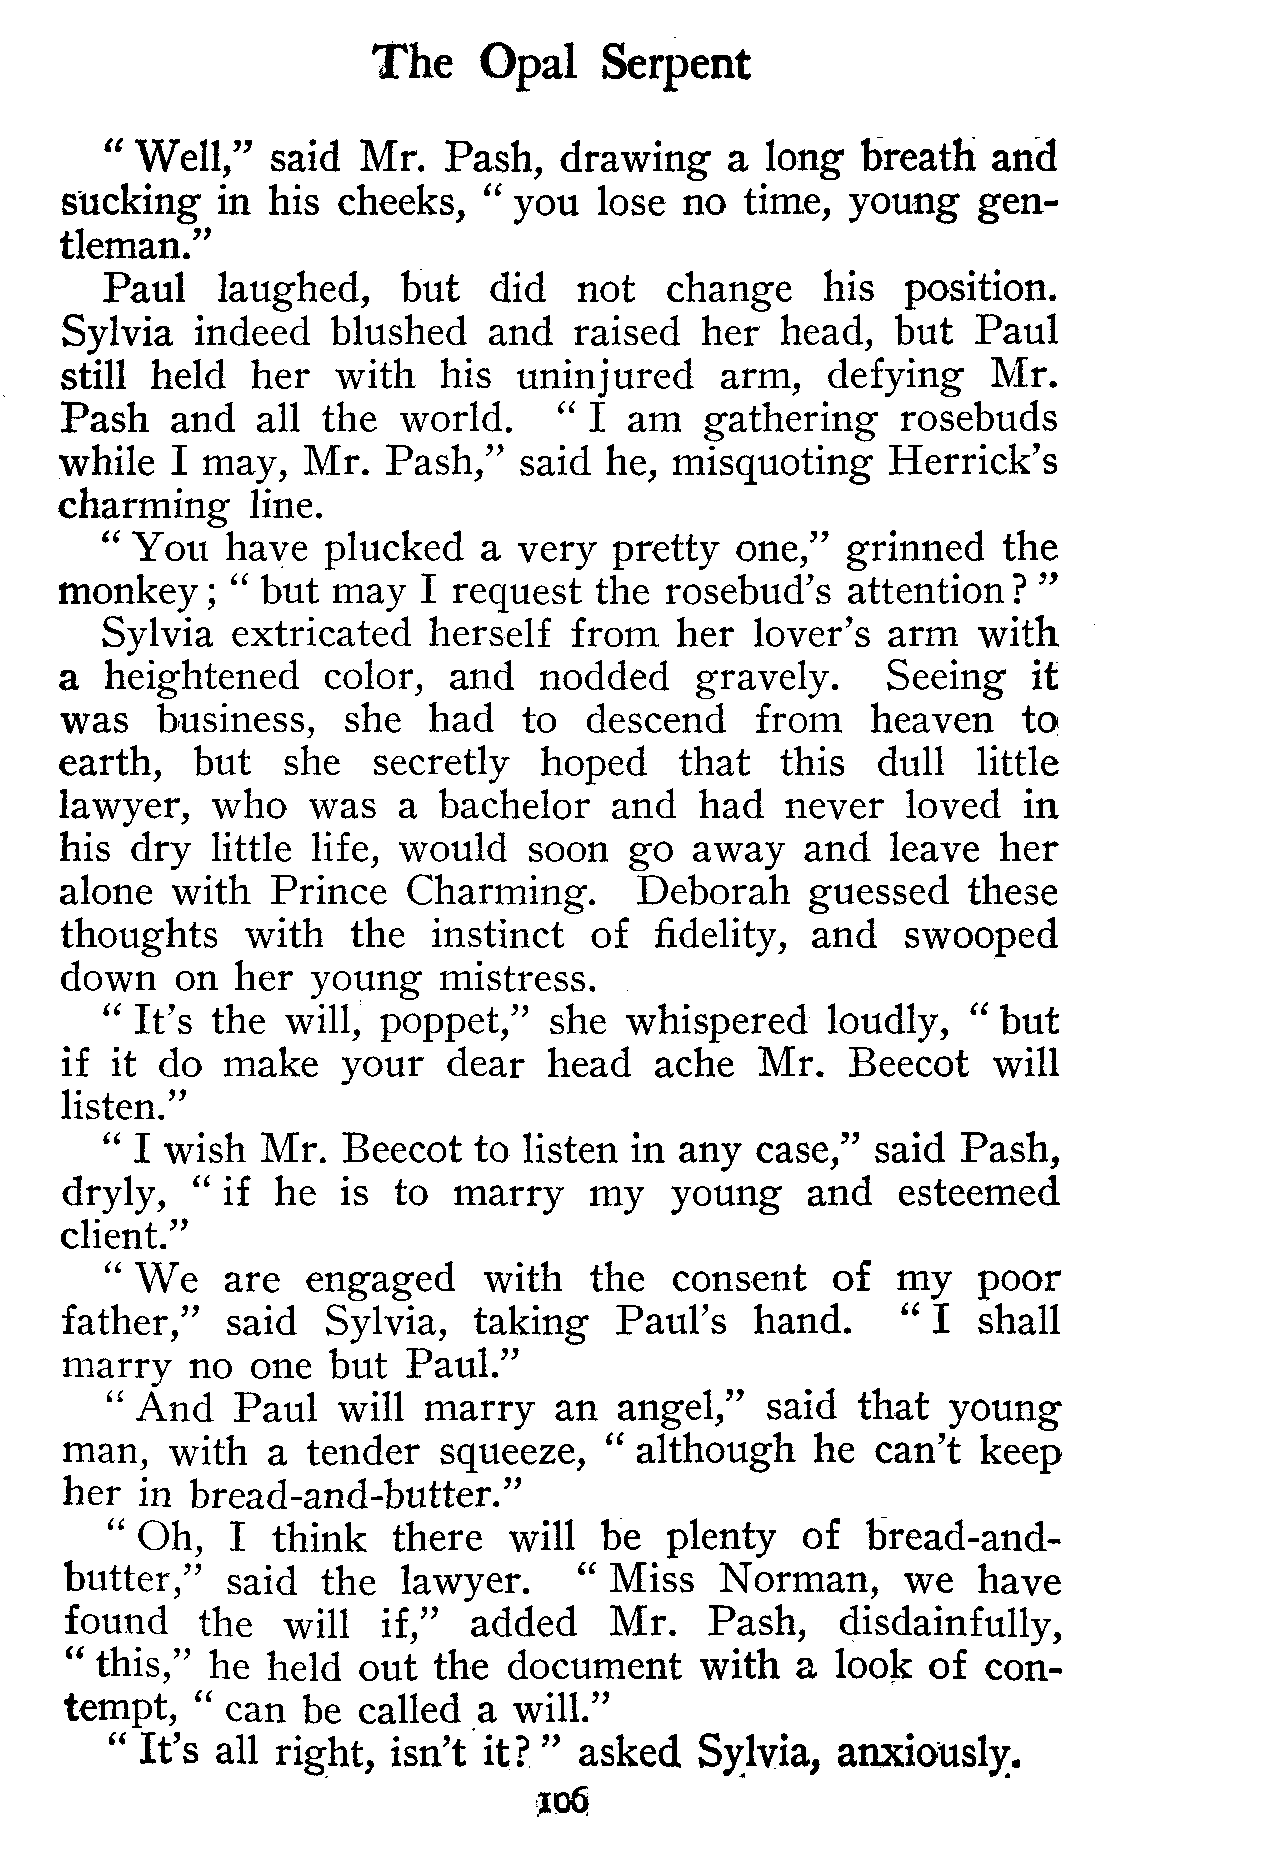 The Opal Serpent
“ Well,” said Mr. Pash, drawing a long breath and
sucking in his cheeks, “ you lose no time, young gen-
tleman.”
Paul laughed, but did not change his position.
Sylvia indeed blushed and raised her head, but Paul
still held her with his uninjured arm, defying Mr.
Pash and all the world. “ I am gathering rosebuds
while I may, Mr. Pash,” said he, misquoting Herrick’s
charming line.
“ You have plucked a very pretty one,” grinned the
monkey ; “ but may I request the rosebud’s attention ? ”
Sylvia extricated herself from her lover’s arm with
a heightened color, and nodded gravely. Seeing it
was business, she had to descend from heaven to
earth, but she secretly hoped that this dull little
lawyer, who was a bachelor and had never loved in
his dry little life, would soon go away and leave her
alone with Prince Charming. Deborah guessed these
thoughts with the instinct of fidelity, and swooped
down on her young mistress.
“ It’s the will, poppet,” she whispered loudly, “ but
if it do make your dear head ache Mr. Beecot will
listen.”
“ I wish Mr. Beecot to listen in any case,” said Pash,
dryly, “ if he is to marry my young and esteemed
client.”
“ We are engaged with the consent of my poor
father,” said Sylvia, taking Paul’s hand. “ I shall
marry no one but Paul.”
“ And Paul will marry an angel,” said that young
man, with a tender squeeze, “ although he can’t keep
her in bread-and-butter.”
“ Oh, I think there will be plenty of bread-and-
butter,” said the lawyer. “ Miss Norman, we have
found the will if,” added Mr. Pash, disdainfully,
“ this,” he held out the document with a look of con-
tempt, “ can be called a will.”
“ It’s all right, isn’t it? ” asked Sylvia, anxiously.
106